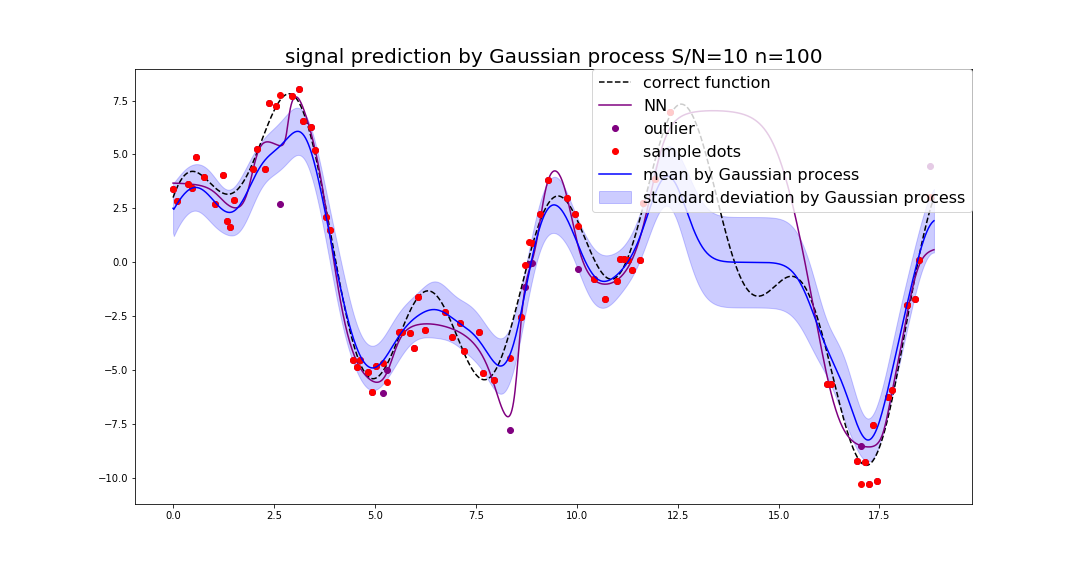 signal prediction by Gaussian process S/N=10 n=100
correct function
NN
outlier
sample dots
mean by Gaussian process
standard deviation by Gaussian process
7.5
5.0
2.5
0.0
−2.5
−5.0
−7.5
−10.0
0.0 2.5 5.0 7.5 10.0 12.5 15.0 17.5